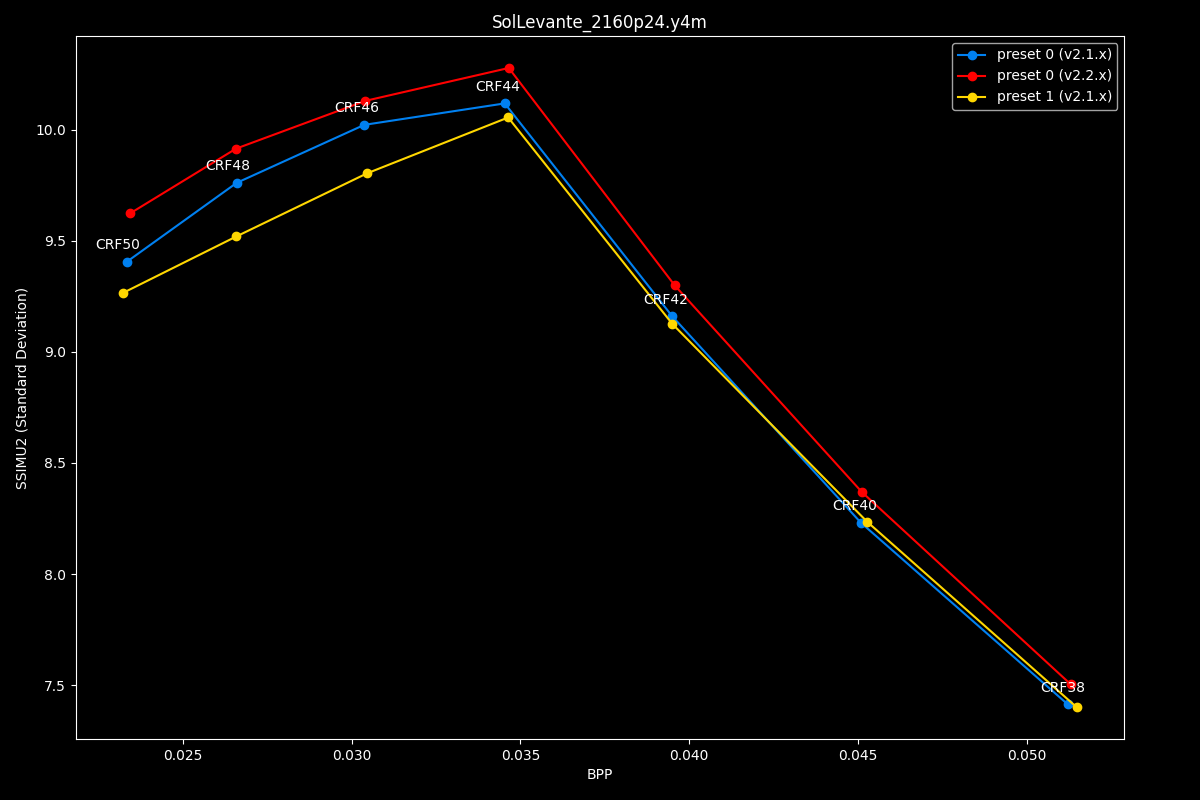 SolLevante_2160p24.y4m
preset 0 (v2.1.x)
preset 0 (v2.2.x)
preset 1 (v2.1.x)
CRF44
CRF46
CRF48
CRF50
CRF42
CRF40
CRF38
10.0
9.5
9.0
8.5
8.0
7.5
SSIMU2 (Standard Deviation)
0.025
0.030
0.035
0.040
0.045
0.050
BPP